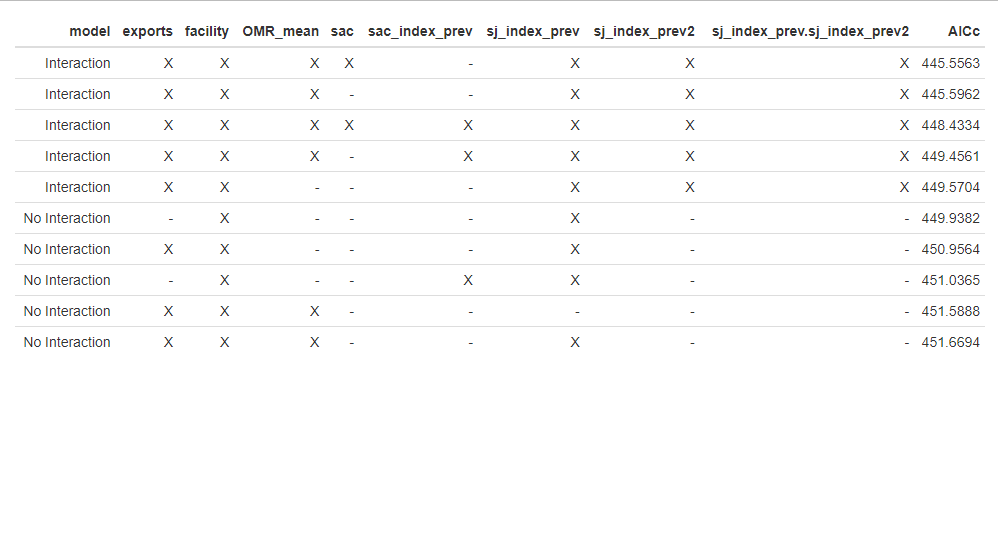 model exports facility OMR_mean sac sac_index_prev sj_index_prev sj_index_prev2 sj_index_prev.sj_index_prev2 AICc
Interaction X X X X - X X X 445.5563
Interaction X X X - - X X X 445.5962
Interaction X X X X X X X X 448.4334
Interaction X X X - X X X X 449.4561
Interaction X X - - - X X X 449.5704
No Interaction - X - - - X - - 449.9382
No Interaction X X - - - X - - 450.9564
No Interaction - X - - X X - - 451.0365
No Interaction X X X - - - - - 451.5888
No Interaction X X X - - X - - 451.6694